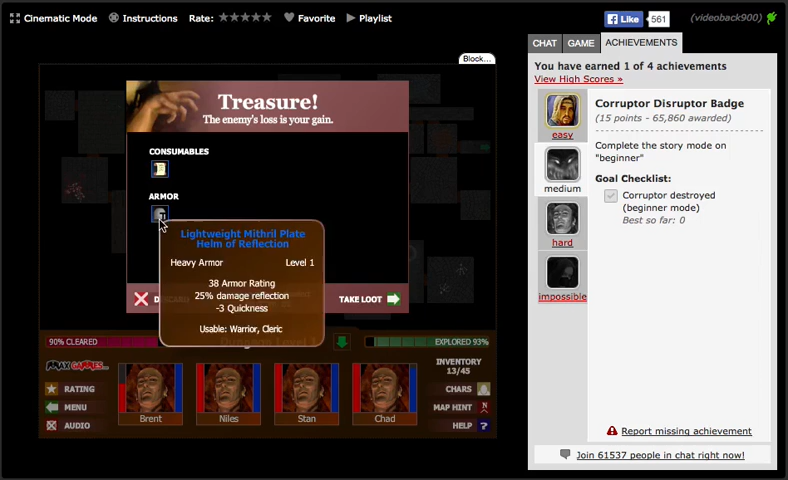 Cinematic Mode
Instructions
Rate:
Favorite
Playlist
Like
561
(videoback900)
Block...
Treasure!
The enemy's loss is your gain.
CONSUMABLES
ARMOR
Lightweight Mithril Plate
Helm of Reflection
Heavy Armor
Level 1
38 Armor Rating
25% damage reflection
-3 Quickness
Usable: Warrior, Cleric
TAKE LOOT
90% CLEARED
EXPLORED 93%
MAX GAMES
INVENTORY
13/45
RATING
MENU
AUDIO
Brent
Niles
Stan
Chad
CHARS
MAP HINT
N
HELP
?
CHAT
GAME
ACHIEVEMENTS
You have earned 1 of 4 achievements
View High Scores »
easy
medium
hard
impossible
Corruptor Disruptor Badge
(15 points - 65,860 awarded)
Complete the story mode on
"beginner"
Goal Checklist:
Corruptor destroyed
(beginner mode)
Best so far: 0
Report missing achievement
Join 61537 people in chat right now!